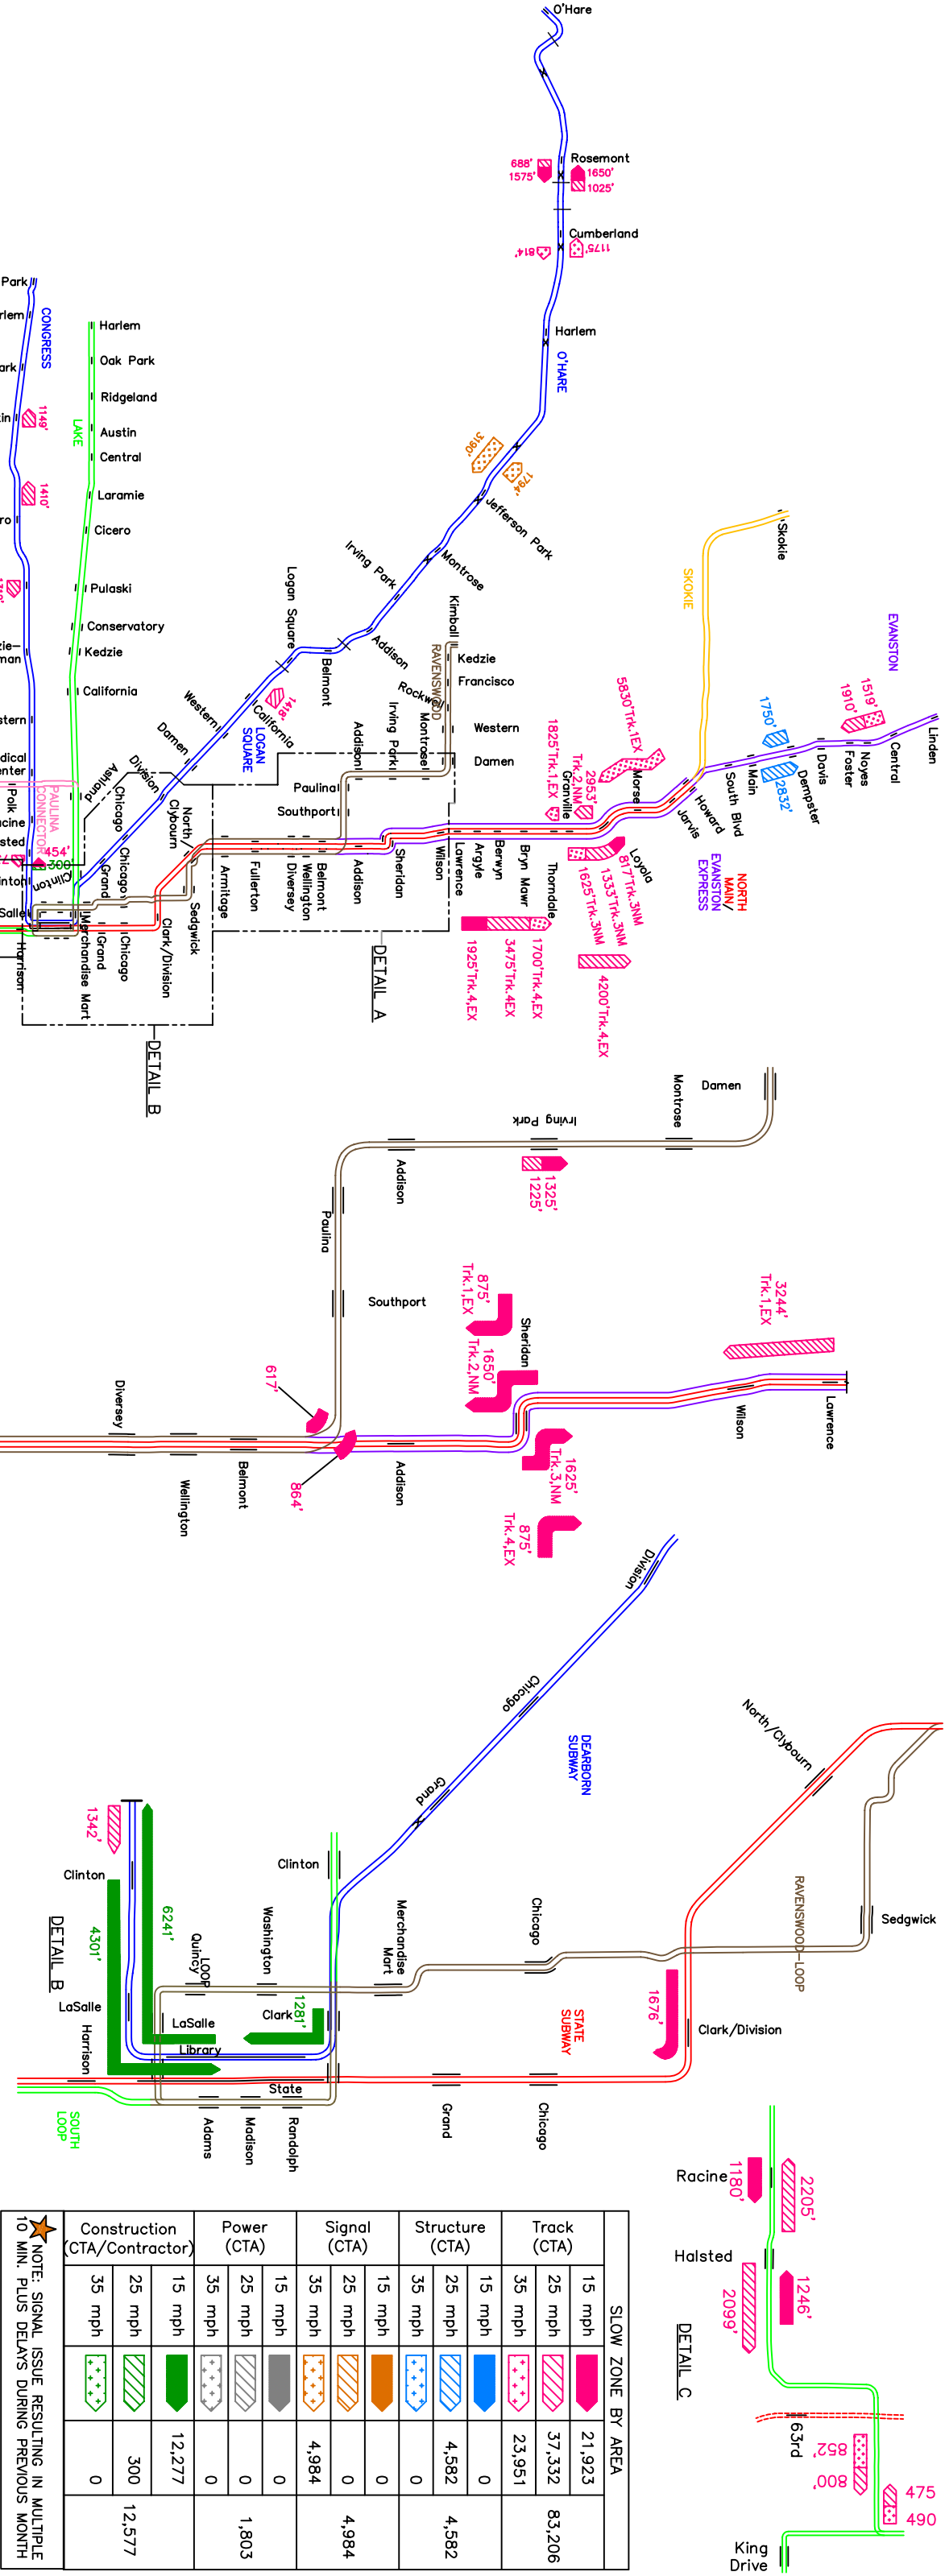 O'Hare
Rosemont
688'
1575'
1650'
1025'
Cumberland
814'
1175'
Harlem
O'HARE
3190'
1794'
Jefferson Park
Montrose
Irving Park
Addison
Logan Square
Belmont
1418'
California
LOGAN
SQUARE
Western
Damen
Division
Chicago
Grand
Clinton
Park
CONGRESS
1149'
1410'
Harlem
Oak Park
Ridgeland
Austin
LAKE
Central
Laramie
Cicero
Pulaski
Conservatory
Kedzie
California
Ashland
PAULINA
CONNECTOR
Polk
454'
300'
Skokie
SKOKIE
EVANSTON
Linden
Central
Noyes
Foster
Davis
Dempster
Main
South Blvd
Howard
Jarvis
1519'
1910'
1750'
2832'
NORTH
MAIN/
EVANSTON
EXPRESS
5830'Trk.1EX
Morse
Loyola
2953'
Trk.2,NM
Granville
1825'Trk.1,EX
817'Trk.3NM
1333'Trk.3NM
1625'Trk.3NM
Thorndale
Bryn Mawr
Berwyn
Argyle
Lawrence
Wilson
Sheridan
Addison
1700'Trk.4,EX
3475'Trk.4EX
1925'Trk.4,EX
4200'Trk.4,EX
Kimball
RAVENSWOOD
Kedzie
Francisco
Rockwell
Western
Damen
Montrose
Irving Park
Addison
Paulina
Southport
Belmont
Wellington
Diversey
Fullerton
Armitage
North
Clybourn
Sedgwick
Clark/Division
Chicago
Chicago
Grand
Merchandise Mart
Harrison
DETAIL A
DETAIL B
Damen
Montrose
Irving Park
1325'
1225'
Addison
Paulina
Southport
875'
Trk.1,EX
Sheridan
1650'
Trk.2,NM
3244'
Trk.1,EX
Wilson
Lawrence
617'
864'
Diversey
Wellington
Belmont
Addison
1625'
Trk.3,NM
875'
Trk.4,EX
Division
Chicago
DEARBORN
SUBWAY
Grand
North/Clybourn
RAVENSWOOD-LOOP
Sedgwick
1342'
Clinton
6241'
4301'
DETAIL B
LaSalle
Harrison
Clinton
Washington
Quincy
LOOP
Merchandise
Mart
Chicago
Clark
1281'
LaSalle
Library
State
STATE
SUBWAY
1676'
Clark/Division
Randolph
Madison
Adams
Grand
Chicago
SOUTH
LOOP
Racine
1180'
2205'
Halsted
1246'
2099'
DETAIL C
63rd
852'
800'
475
490
King
Drive
SLOW ZONE BY AREA
Track
(CTA)
15 mph 21,923
25 mph 37,332
35 mph 23,951
83,206
Structure
(CTA)
15 mph 0
25 mph 4,582
35 mph 0
4,582
Signal
(CTA)
15 mph 0
25 mph 0
35 mph 4,984
4,984
Power
(CTA)
15 mph 0
25 mph 0
35 mph 0
1,803
Construction
(CTA/Contractor)
15 mph 12,277
25 mph 300
35 mph 0
12,577
NOTE: SIGNAL ISSUE RESULTING IN MULTIPLE
10 MIN. PLUS DELAYS DURING PREVIOUS MONTH